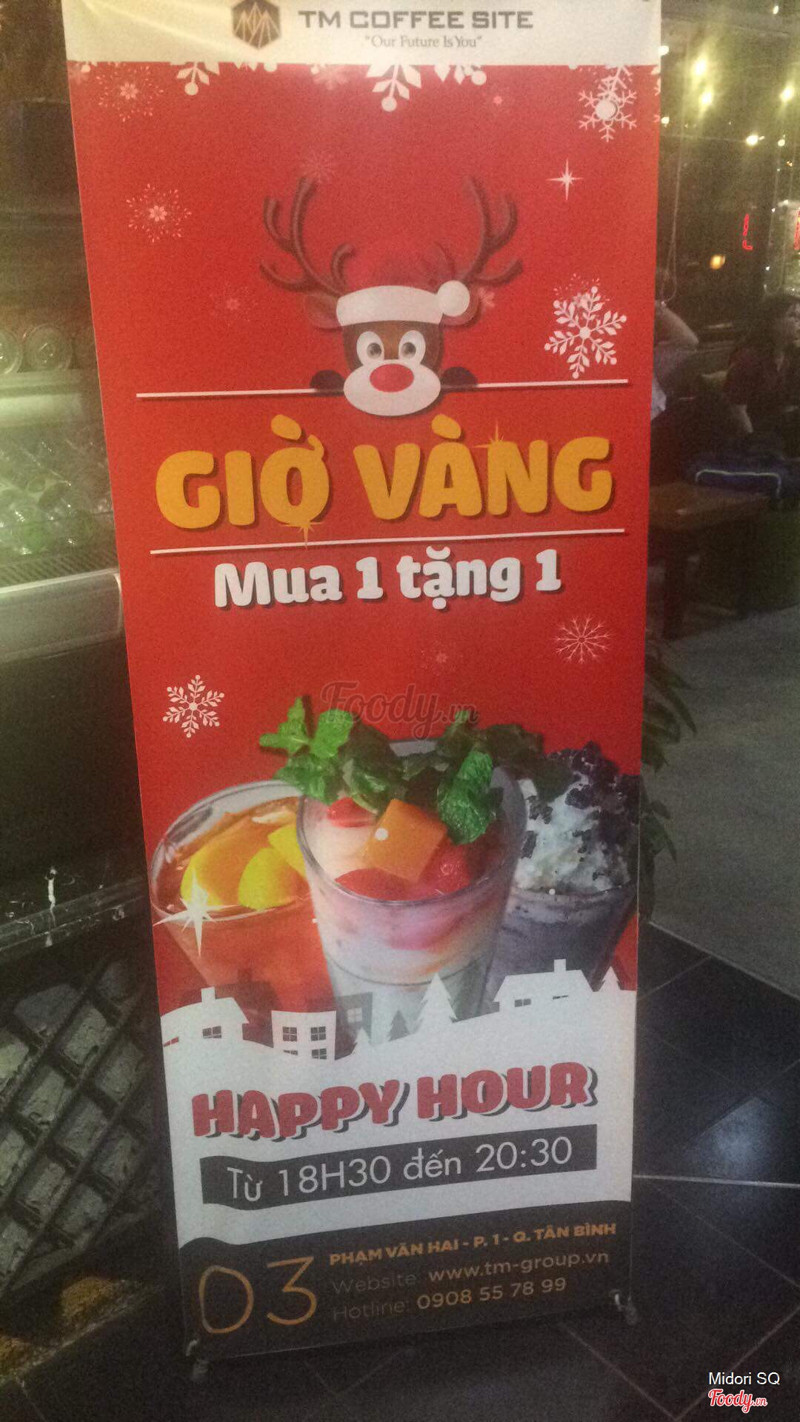 TM COFFEE SITE
"Our Future Is You"
GIỜ VÀNG
Mua 1 tặng 1
Foody.vn
HAPPY HOUR
Từ 18H30 đến 20:30
03
PHẠM VĂN HAI - P. 1 - Q. TÂN BÌNH
Website: www.tm-group.vn
Hotline: 0908 55 78 99
Midori SQ
Foody.vn